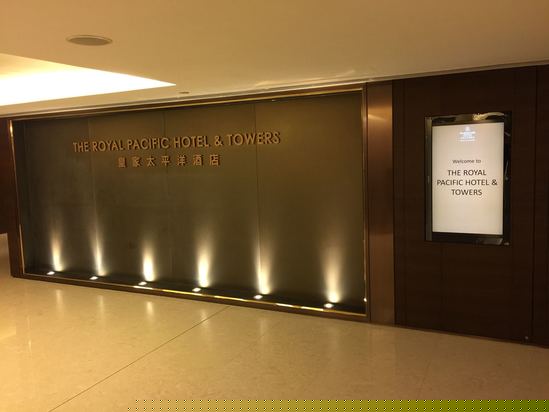 THE ROYAL PACIFIC HOTEL & TOWERS
皇家太平洋酒店
Welcome to
THE ROYAL
PACIFIC HOTEL &
TOWERS